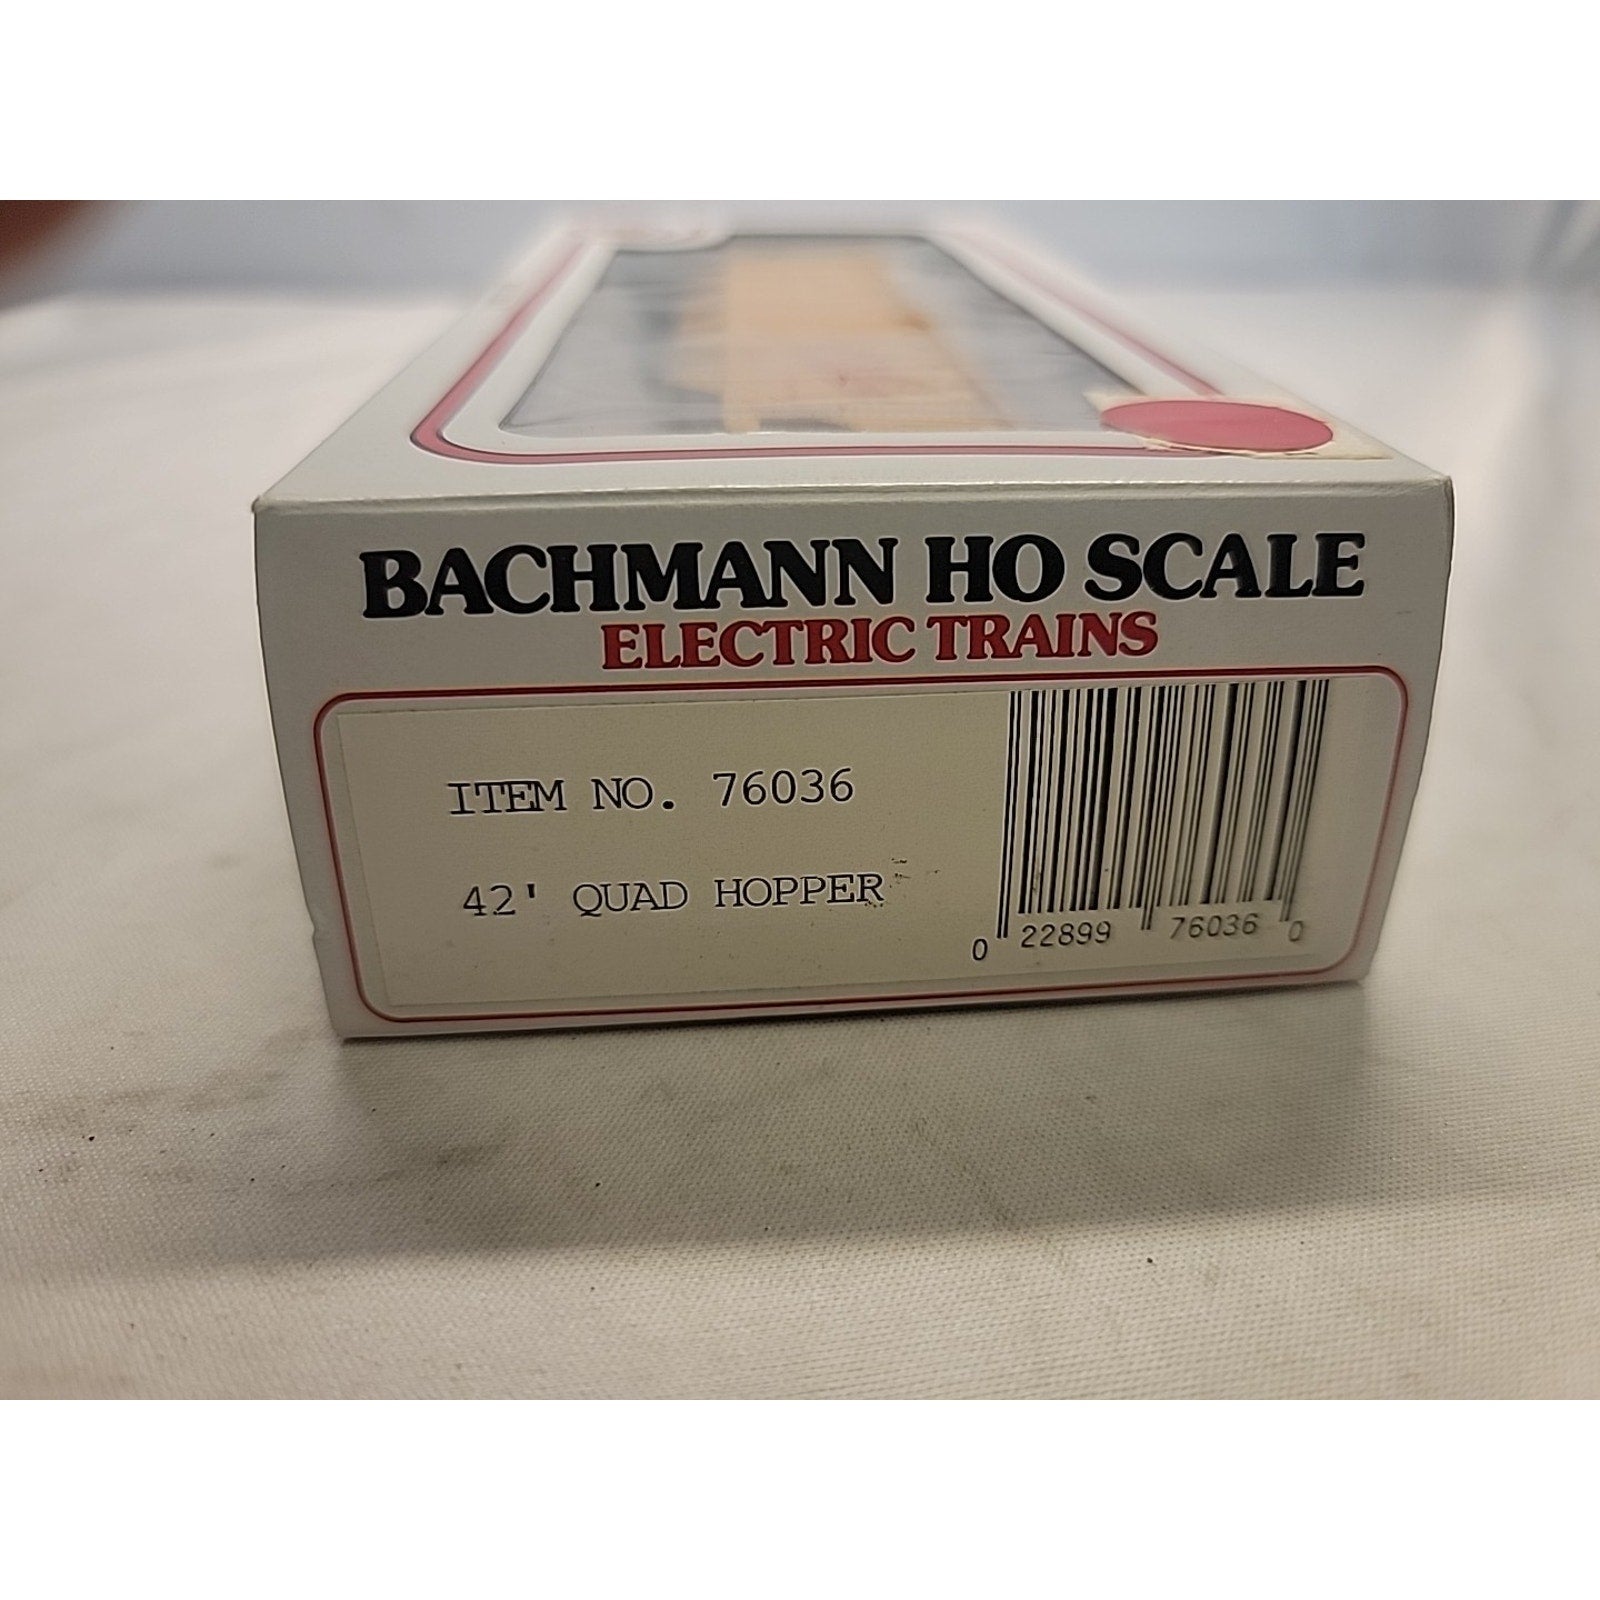 BACHMANN HO SCALE
ELECTRIC TRAINS
ITEM NO. 76036
42' QUAD HOPPER
0 22899 76036 0